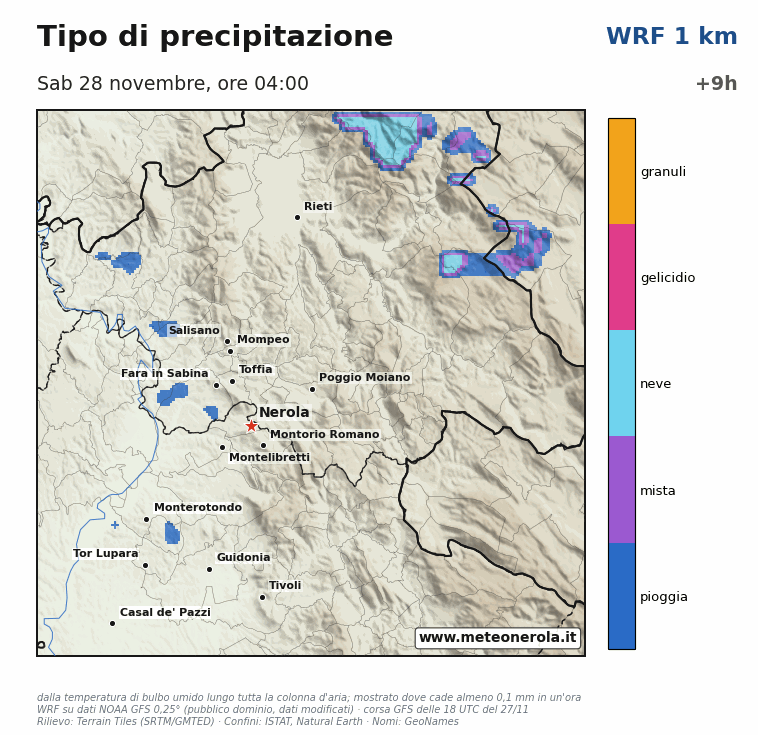 Tipo di precipitazione
WRF 1 km
Sab 28 novembre, ore 04:00
+9h
granuli
gelicidio
neve
mista
pioggia
Rieti
Salisano
Mompeo
Toffia
Fara in Sabina
Poggio Moiano
Nerola
Montorio Romano
Montelibretti
Monterotondo
Tor Lupara
Guidonia
Tivoli
Casal de' Pazzi
www.meteonerola.it
dalla temperatura di bulbo umido lungo tutta la colonna d'aria; mostrato dove cade almeno 0,1 mm in un'ora
WRF su dati NOAA GFS 0,25° (pubblico dominio, dati modificati) · corsa GFS delle 18 UTC del 27/11
Rilievo: Terrain Tiles (SRTM/GMTED) · Confini: ISTAT, Natural Earth · Nomi: GeoNames